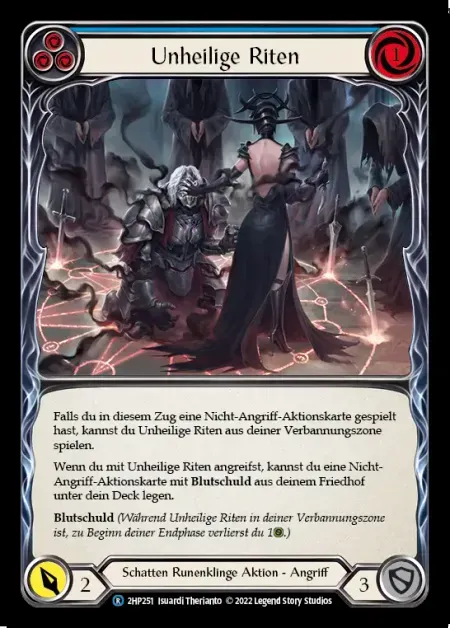 Unheilige Riten
1
Falls du in diesem Zug eine Nicht-Angriff-Aktionskarte gespielt
hast, kannst du Unheilige Riten aus deiner Verbannungszone
spielen.
Wenn du mit Unheilige Riten angreifst, kannst du eine Nicht-
Angriff-Aktionskarte mit Blutschuld aus deinem Friedhof
unter dein Deck legen.
Blutschuld (Während Unheilige Riten in deiner Verbannungszone
ist, zu Beginn deiner Endphase verlierst du 1.)
2
Schatten Runenklinge Aktion - Angriff
3
R 2HP251 Isuardi Therianto © 2022 Legend Story Studios